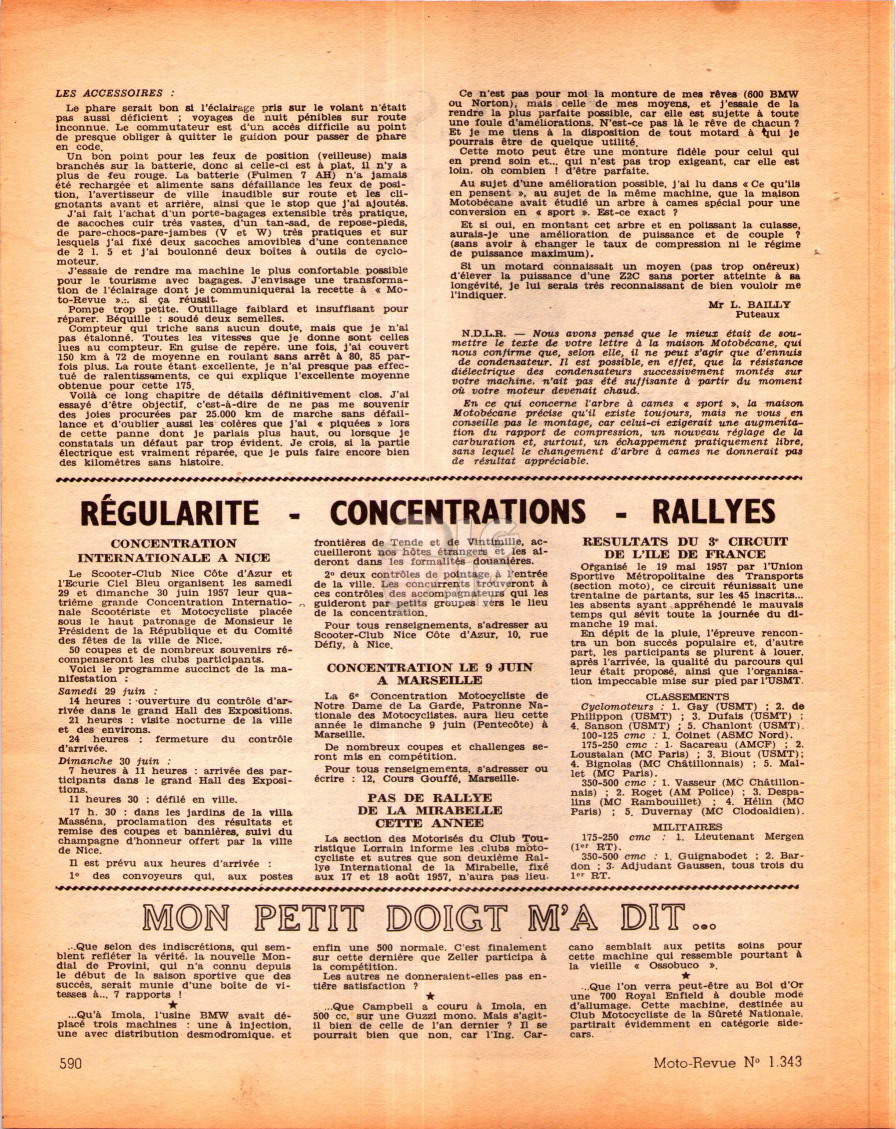 LES ACCESSOIRES :
Le phare serait bon si l'éclairage pris sur le volant n'était
pas aussi déficient ; voyages de nuit pénibles sur route
inconnue. Le commutateur est d'un accès difficile au point
de presque obliger à quitter le guidon pour passer de phare
en code.
Un bon point pour les feux de position (veilleuse) mais
branchés sur la batterie, donc si celle-ci est à plat, il n'y a
plus de feu rouge. La batterie (Fulmen 7 AH) n'a jamais
été rechargée et alimente sans défaillance les feux de posi-
tion, l'avertisseur de ville inaudible sur route et les cli-
gnotants avant et arrière, ainsi que le stop que j'ai ajoutés.
J'ai fait l'achat d'un porte-bagages extensible très pratique,
de sacoches cuir très vastes, d'un tan-sad, de repose-pieds,
de pare-chocs-pare-jambes (V et W) très pratiques et sur
lesquels j'ai fixé deux sacoches amovibles d'une contenance
de 2 l. 5 et j'ai boulonné deux boîtes à outils de cyclo-
moteur.
J'essaie de rendre ma machine le plus confortable possible
pour le tourisme avec bagages. J'envisage une transforma-
tion de l'éclairage dont je communiquerai la recette à « Mo-
to-Revue »... si ça réussit.
Pompe trop petite. Outillage faiblard et insuffisant pour
réparer. Béquille : soudé deux semelles.
Compteur qui triche sans aucun doute, mais que je n'ai
pas étalonné. Toutes les vitesses que je donne sont celles
lues au compteur. En guise de repère, une fois, j'ai couvert
150 km à 72 de moyenne en roulant sans arrêt à 80, 85 par-
fois plus. La route étant excellente, je n'ai presque pas effec-
tué de ralentissements, ce qui explique l'excellente moyenne
obtenue pour cette 175.
Voilà ce long chapitre de détails définitivement clos. J'ai
essayé d'être objectif, c'est-à-dire de ne pas me souvenir
des joies procurées par 25.000 km de marche sans défail-
lance et d'oublier aussi les colères que j'ai « piquées » lors
de cette panne dont je parlais plus haut, ou lorsque je
constatais un défaut par trop évident. Je crois, si la partie
électrique est vraiment réparée, que je puis faire encore bien
des kilomètres sans histoire.
Ce n'est pas pour moi la monture de mes rêves (600 BMW
ou Norton), mais celle de mes moyens, et j'essaie de la
rendre la plus parfaite possible, car elle est sujette à toute
une foule d'améliorations. N'est-ce pas là le rêve de chacun ?
Et je me tiens à la disposition de tout motard à qui je
pourrais être de quelque utilité.
Cette moto peut être une monture fidèle pour celui qui
en prend soin et... qui n'est pas trop exigeant, car elle est
loin, oh combien ! d'être parfaite.
Au sujet d'une amélioration possible, j'ai lu dans « Ce qu'ils
en pensent », au sujet de la même machine, que la maison
Motobécane avait étudié un arbre à cames spécial pour une
conversion en « sport ». Est-ce exact ?
Et si oui, en montant cet arbre et en polissant la culasse,
aurais-je une amélioration de puissance et de couple ?
(sans avoir à changer le taux de compression ni le régime
de puissance maximum).
Si un motard connaissait un moyen (pas trop onéreux)
d'élever la puissance d'une Z2C sans porter atteinte à sa
longévité, je lui serais très reconnaissant de bien vouloir me
l'indiquer.
Mr L. BAILLY
Puteaux
N.D.L.R. — Nous avons pensé que le mieux était de sou-
mettre le texte de votre lettre à la maison Motobécane, qui
nous confirme que, selon elle, il ne peut s'agir que d'ennuis
de condensateur. Il est possible, en effet, que la résistance
diélectrique des condensateurs successivement montés sur
votre machine, n'ait pas été suffisante à partir du moment
où votre moteur devenait chaud.
En ce qui concerne l'arbre à cames « sport », la maison
Motobécane précise qu'il existe toujours, mais ne vous en
conseille pas le montage, car celui-ci exigerait une augmenta-
tion du rapport de compression, un nouveau réglage de la
carburation et, surtout, un échappement pratiquement libre,
sans lequel le changement d'arbre à cames ne donnerait pas
de résultat appréciable.
RÉGULARITE - CONCENTRATIONS - RALLYES
CONCENTRATION
INTERNATIONALE A NICE
Le Scooter-Club Nice Côte d'Azur et
l'Ecurie Ciel Bleu organisent les samedi
29 et dimanche 30 juin 1957 leur qua-
trième grande Concentration Internatio-
nale Scootériste et Motocycliste placée
sous le haut patronage de Monsieur le
Président de la République et du Comité
des fêtes de la ville de Nice.
50 coupes et de nombreux souvenirs ré-
compenseront les clubs participants.
Voici le programme succinct de la ma-
nifestation :
Samedi 29 juin :
14 heures : ouverture du contrôle d'ar-
rivée dans le grand Hall des Expositions.
21 heures : visite nocturne de la ville
et des environs.
24 heures : fermeture du contrôle
d'arrivée.
Dimanche 30 juin :
7 heures à 11 heures : arrivée des par-
ticipants dans le grand Hall des Exposi-
tions.
11 heures 30 : défilé en ville.
17 h. 30 : dans les jardins de la villa
Masséna, proclamation des résultats et
remise des coupes et bannières, suivi du
champagne d'honneur offert par la ville
de Nice.
Il est prévu aux heures d'arrivée :
1° des convoyeurs qui, aux postes
frontières de Tende et de Vintimille, ac-
cueilleront nos hôtes étrangers et les ai-
deront dans les formalités douanières.
2° deux contrôles de pointage à l'entrée
de la ville. Les concurrents trouveront à
ces contrôles des accompagnateurs qui les
guideront par petits groupes vers le lieu
de la concentration.
Pour tous renseignements, s'adresser au
Scooter-Club Nice Côte d'Azur, 10, rue
Défly, à Nice.
CONCENTRATION LE 9 JUIN
A MARSEILLE
La 6e Concentration Motocycliste de
Notre Dame de La Garde, Patronne Na-
tionale des Motocyclistes, aura lieu cette
année le dimanche 9 juin (Pentecôte) à
Marseille.
De nombreux coupes et challenges se-
ront mis en compétition.
Pour tous renseignements, s'adresser ou
écrire : 12, Cours Gouffé, Marseille.
PAS DE RALLYE
DE LA MIRABELLE
CETTE ANNEE
La section des Motorisés du Club Tou-
ristique Lorrain informe les clubs moto-
cycliste et autres que son deuxième Ral-
lye International de la Mirabelle, fixé
aux 17 et 18 août 1957, n'aura pas lieu.
RESULTATS DU 3e CIRCUIT
DE L'ILE DE FRANCE
Organisé le 19 mai 1957 par l'Union
Sportive Métropolitaine des Transports
(section moto), ce circuit réunissait une
trentaine de partants, sur les 45 inscrits...
les absents ayant appréhendé le mauvais
temps qui sévit toute la journée du di-
manche 19 mai.
En dépit de la pluie, l'épreuve rencon-
tra un bon succès populaire et, d'autre
part, les participants se plurent à louer,
après l'arrivée, la qualité du parcours qui
leur était proposé, ainsi que l'organisa-
tion impeccable mise sur pied par l'USMT.
CLASSEMENTS
Cyclomoteurs : 1. Gay (USMT) ; 2. de
Philippon (USMT) ; 3. Dufais (USMT) ;
4. Sanson (USMT) ; 5. Chanlont (USMT).
100-125 cmc : 1. Coinet (ASMC Nord).
175-250 cmc : 1. Sacareau (AMCF) ; 2.
Loustalan (MC Paris) ; 3. Biout (USMT);
4. Bignolas (MC Châtillonnais) ; 5. Mal-
let (MC Paris).
350-500 cmc : 1. Vasseur (MC Châtillon-
nais) ; 2. Roget (AM Police) ; 3. Despa-
lins (MC Rambouillet) ; 4. Hélin (MC
Paris) ; 5. Duvernay (MC Clodoaldien).
MILITAIRES
175-250 cmc : 1. Lieutenant Mergen
(1er RT).
350-500 cmc : 1. Guignabodet ; 2. Bar-
don ; 3. Adjudant Gaussen, tous trois du
1er RT.
MON PETIT DOIGT M'A DIT...
...Que selon des indiscrétions, qui sem-
blent refléter la vérité, la nouvelle Mon-
dial de Provini, qui n'a connu depuis
le début de la saison sportive que des
succès, serait munie d'une boîte de vi-
tesses à... 7 rapports !
...Qu'à Imola, l'usine BMW avait dé-
placé trois machines : une à injection,
une avec distribution desmodromique, et
enfin une 500 normale. C'est finalement
sur cette dernière que Zeller participa à
la compétition.
Les autres ne donneraient-elles pas en-
tière satisfaction ?
...Que Campbell a couru à Imola, en
500 cc, sur une Guzzi mono. Mais s'agit-
il bien de celle de l'an dernier ? Il se
pourrait bien que non, car l'Ing. Car-
cano semblait aux petits soins pour
cette machine qui ressemble pourtant à
la vieille « Ossobuco ».
...Que l'on verra peut-être au Bol d'Or
une 700 Royal Enfield à double mode
d'allumage. Cette machine, destinée au
Club Motocycliste de la Sûreté Nationale,
partirait évidemment en catégorie side-
cars.
590
Moto-Revue N° 1.343